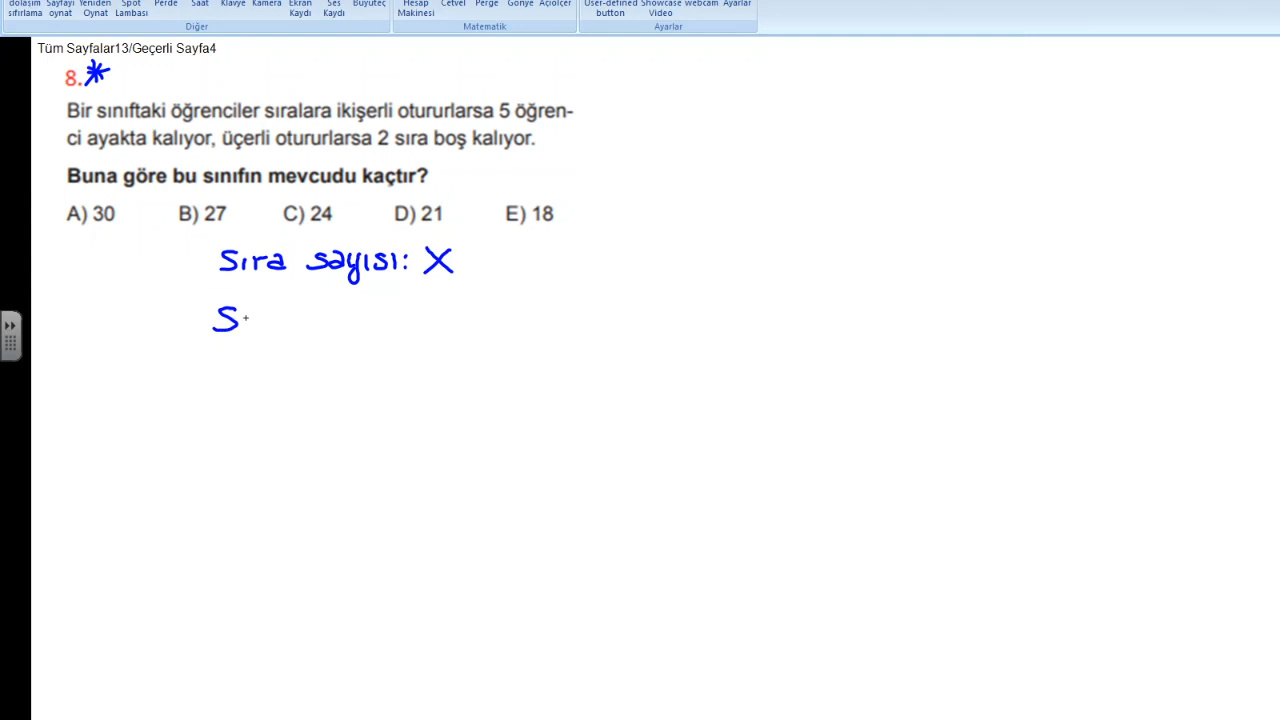 dolaşım Sayfayı Yeniden Spot Perde Saat Klavye Kamera Ekran Ses Büyüteç Hesap Cetvel Perge Gönye Açıölçer User-defined Showcase webcam Ayarlar
sıfırlama oynat Oynat Lambası Kaydı Kaydı Makinesi button Video
Diğer Matematik Ayarlar
Tüm Sayfalar13/Geçerli Sayfa4
8.*
Bir sınıftaki öğrenciler sıralara ikişerli otururlarsa 5 öğren-
ci ayakta kalıyor, üçerli otururlarsa 2 sıra boş kalıyor.
Buna göre bu sınıfın mevcudu kaçtır?
A) 30 B) 27 C) 24 D) 21 E) 18
Sıra sayısı: X
S